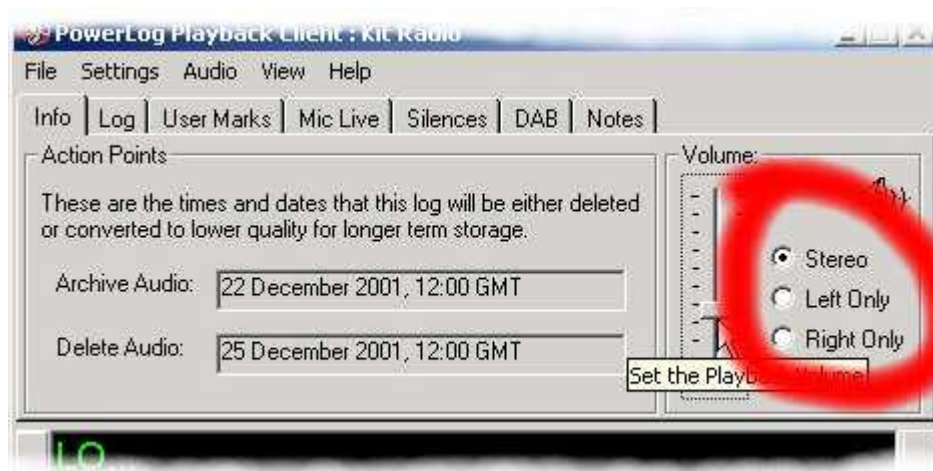 PowerLog Playback Client : Kit Radio
File Settings Audio View Help
Info Log User Marks Mic Live Silences DAB Notes
Action Points
Volume:
These are the times and dates that this log will be either deleted
or converted to lower quality for longer term storage.
Stereo
Archive Audio: 22 December 2001, 12:00 GMT
Left Only
Delete Audio: 25 December 2001, 12:00 GMT
Right Only
Set the Playback Volume
LO